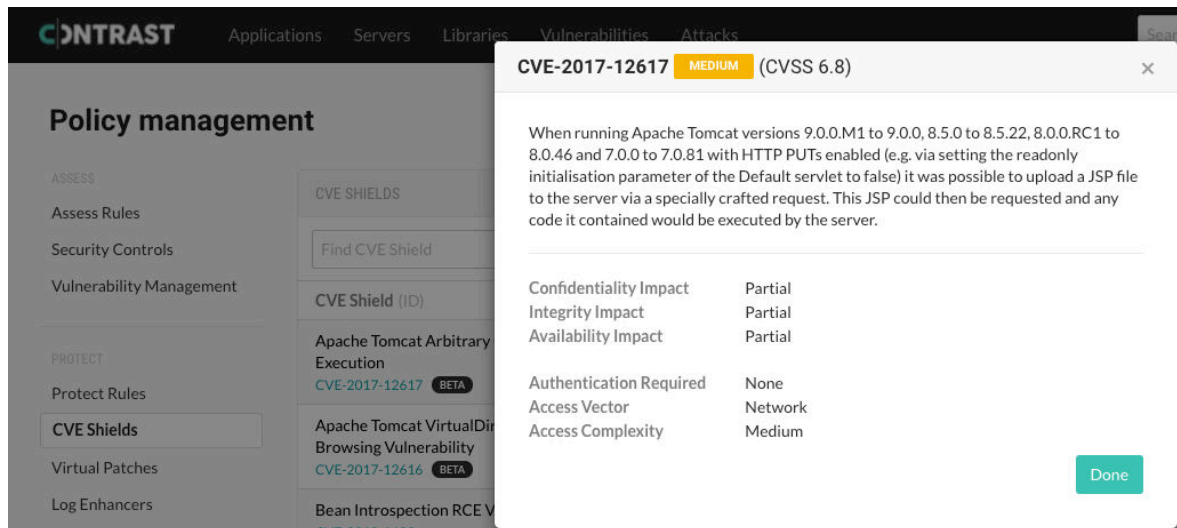 CONTRAST
Applications
Servers
Libraries
Vulnerabilities
Attacks
Sear
Policy management
ASSESS
Assess Rules
Security Controls
Vulnerability Management
PROTECT
Protect Rules
CVE Shields
Virtual Patches
Log Enhancers
CVE SHIELDS
Find CVE Shield
CVE Shield (ID)
Apache Tomcat Arbitrary
Execution
CVE-2017-12617 BETA
Apache Tomcat VirtualDir
Browsing Vulnerability
CVE-2017-12616 BETA
Bean Introspection RCE V
CVE-2017-12617 MEDIUM (CVSS 6.8)
×
When running Apache Tomcat versions 9.0.0.M1 to 9.0.0, 8.5.0 to 8.5.22, 8.0.0.RC1 to
8.0.46 and 7.0.0 to 7.0.81 with HTTP PUTs enabled (e.g. via setting the readonly
initialisation parameter of the Default servlet to false) it was possible to upload a JSP file
to the server via a specially crafted request. This JSP could then be requested and any
code it contained would be executed by the server.
Confidentiality Impact Partial
Integrity Impact Partial
Availability Impact Partial
Authentication Required None
Access Vector Network
Access Complexity Medium
Done